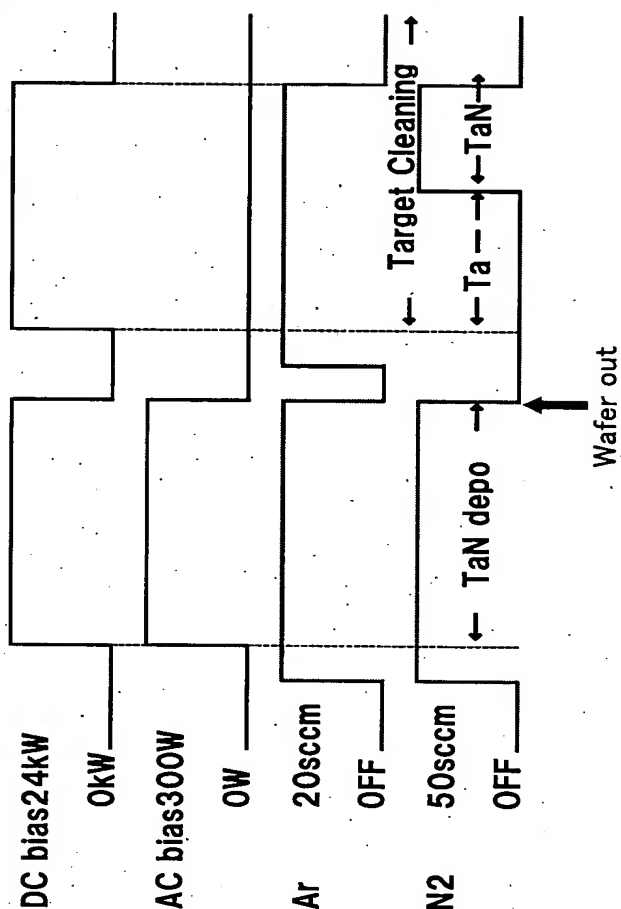 DC bias24kW
0kW
AC bias300W
0W
Ar 20sccm
OFF
N2 50sccm
OFF
← TaN depo →
← Target Cleaning →
← Ta — → ← TaN →
Wafer out